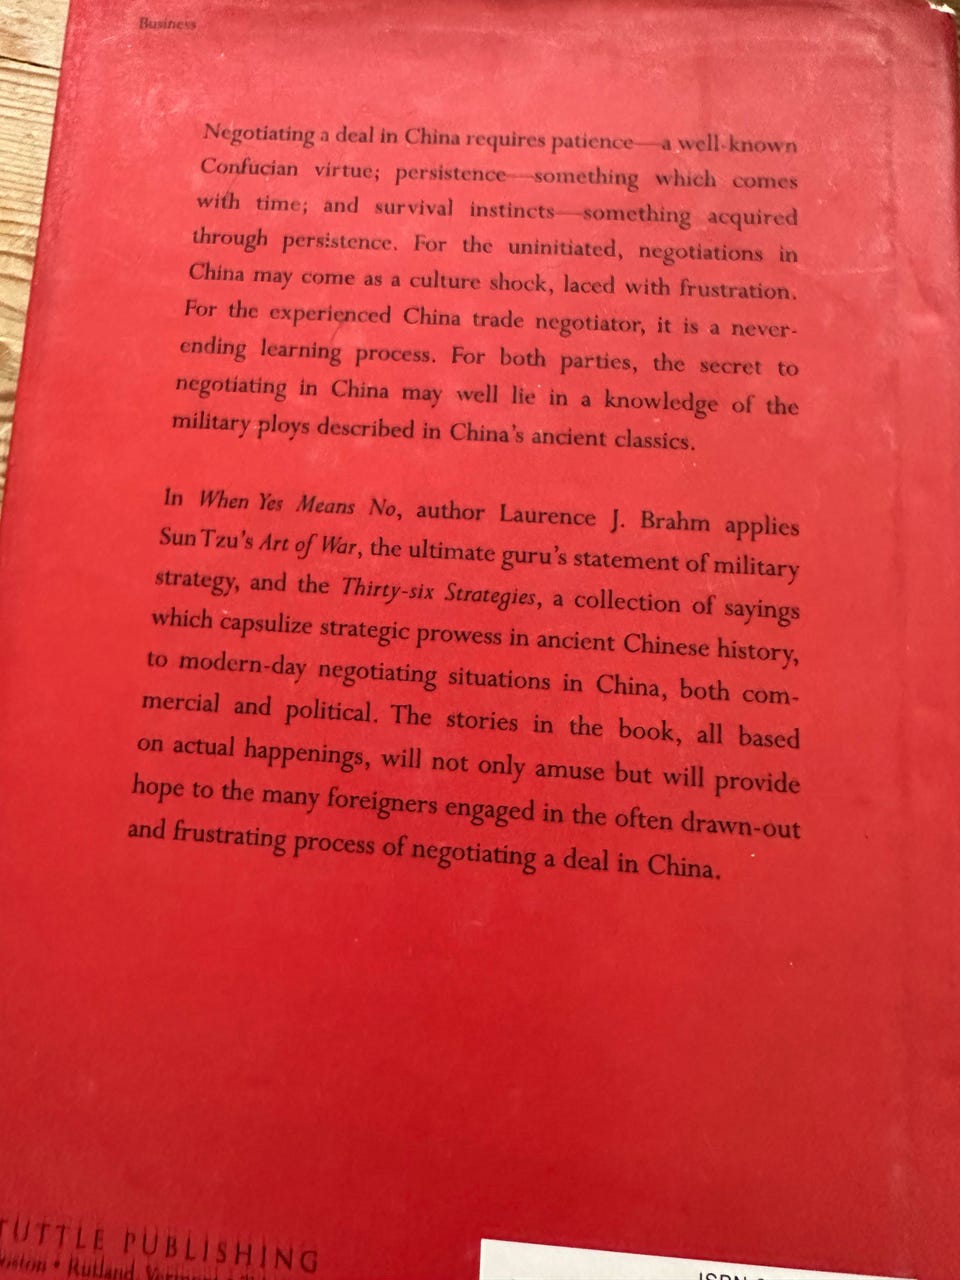 Business
Negotiating a deal in China requires patience—a well-known
Confucian virtue; persistence—something which comes
with time; and survival instincts—something acquired
through persistence. For the uninitiated, negotiations in
China may come as a culture shock, laced with frustration.
For the experienced China trade negotiator, it is a never-
ending learning process. For both parties, the secret to
negotiating in China may well lie in a knowledge of the
military ploys described in China's ancient classics.
In When Yes Means No, author Laurence J. Brahm applies
Sun Tzu's Art of War, the ultimate guru's statement of military
strategy, and the Thirty-six Strategies, a collection of sayings
which capsulize strategic prowess in ancient Chinese history,
to modern-day negotiating situations in China, both com-
mercial and political. The stories in the book, all based
on actual happenings, will not only amuse but will provide
hope to the many foreigners engaged in the often drawn-out
and frustrating process of negotiating a deal in China.
TUTTLE PUBLISHING
• Rutland,
ISBN